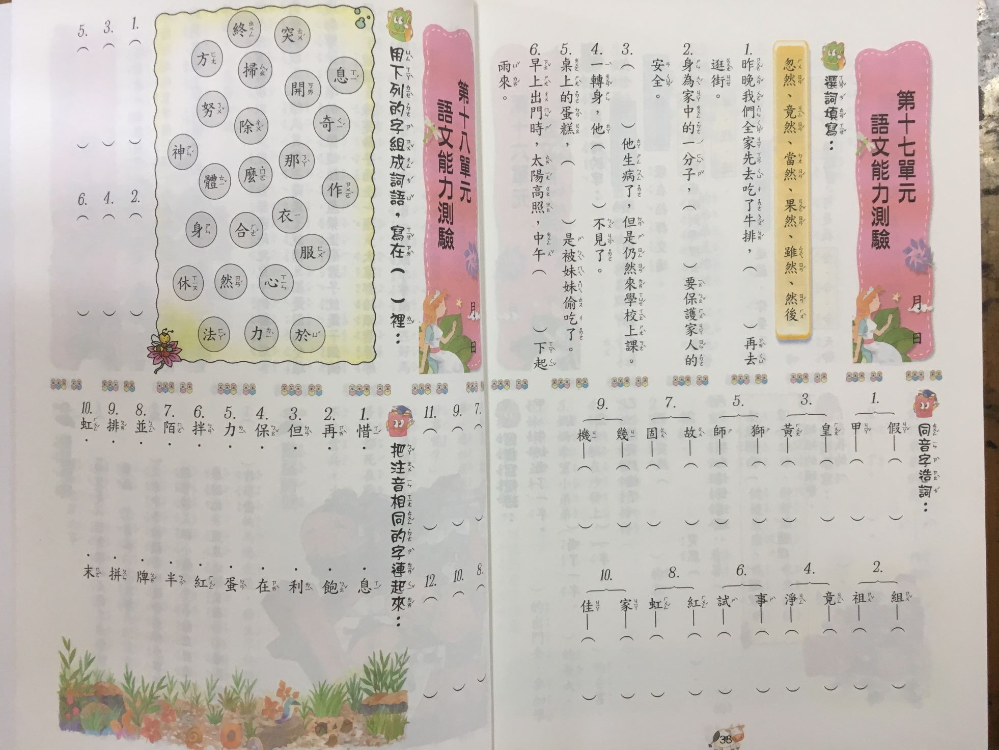 第十七單元
語文能力測驗
月 日
選詞填寫：
忽然、竟然、當然、果然、雖然、然後
1. 昨晚我們全家先去吃了牛排，（ ）再去
逛街。
2. 身為家中的一分子，（ ）要保護家人的
安全。
3. （ ）他生病了，但是仍然來學校上課。
4. 一轉身，他（ ）不見了。
5. 桌上的蛋糕，（ ）是被妹妹偷吃了。
6. 早上出門時，太陽高照，中午（ ）下起
雨來。
同音字造詞：
1. 假（ ） 甲（ ）
2. 組（ ） 祖（ ）
3. 皇（ ） 黃（ ）
4. 竟（ ） 淨（ ）
5. 獅（ ） 師（ ）
6. 事（ ） 試（ ）
7. 故（ ） 固（ ）
8. 紅（ ） 虹（ ）
9. 幾（ ） 機（ ）
10. 家（ ） 佳（ ）
38
第十八單元
語文能力測驗
月 日
用下列的字組成詞語，寫在（ ）裡：
終 突
方 掃 開 息
努 除 奇
神 體 麼 那 作
身 合 衣 服
休 然 心
法 力 於
1. （ ） 2. （ ）
3. （ ） 4. （ ）
5. （ ） 6. （ ）
7. （ ） 8. （ ）
9. （ ） 10. （ ）
11. （ ） 12. （ ）
把注音相同的字連起來：
1. 惜 • • 息
2. 再 • • 飽
3. 但 • • 利
4. 保 • • 在
5. 力 • • 蛋
6. 拌 • • 紅
7. 陌 • • 半
8. 並 • • 牌
9. 排 • • 拼
10. 虹 • • 末